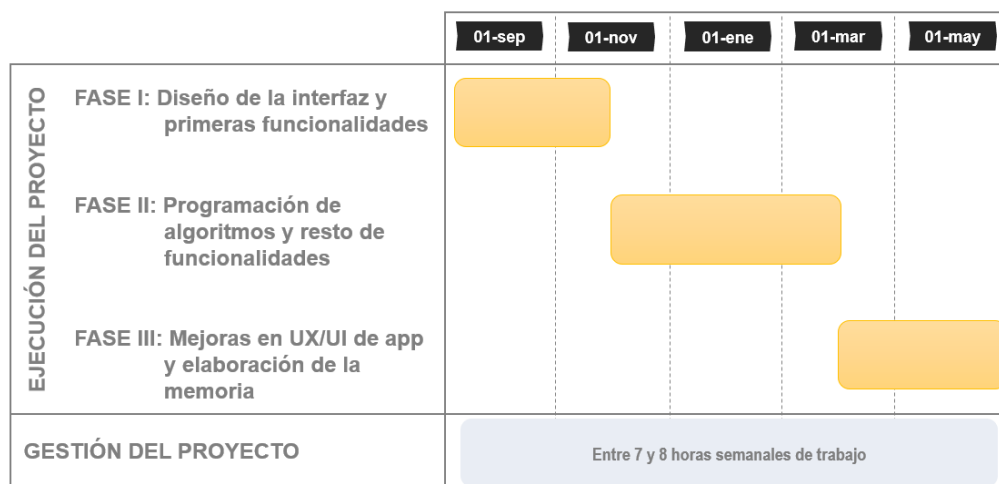 01-sep
01-nov
01-ene
01-mar
01-may
EJECUCIÓN DEL PROYECTO
FASE I: Diseño de la interfaz y
primeras funcionalidades
FASE II: Programación de
algoritmos y resto de
funcionalidades
FASE III: Mejoras en UX/UI de app
y elaboración de la
memoria
GESTIÓN DEL PROYECTO
Entre 7 y 8 horas semanales de trabajo